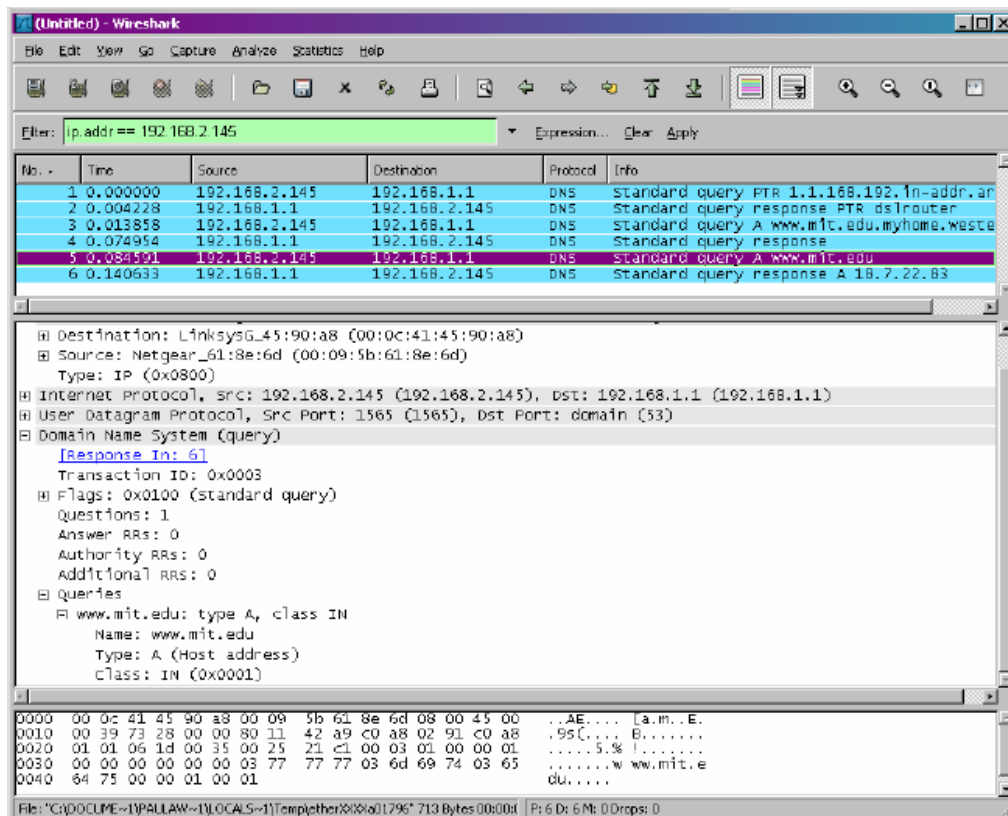 (Untitled) - Wireshark
File Edit View Go Capture Analyze Statistics Help
Filter: ip.addr == 192.168.2.145 Expression... Clear Apply
No. - Time Source Destination Protocol Info
1 0.000000 192.168.2.145 192.168.1.1 DNS Standard query PTR 1.1.168.192.in-addr.ar
2 0.004228 192.168.1.1 192.168.2.145 DNS Standard query response PTR dslrouter
3 0.013858 192.168.2.145 192.168.1.1 DNS Standard query A www.mit.edu.myhome.weste
4 0.074954 192.168.1.1 192.168.2.145 DNS Standard query response
5 0.084591 192.168.2.145 192.168.1.1 DNS Standard query A www.mit.edu
6 0.140633 192.168.1.1 192.168.2.145 DNS Standard query response A 18.7.22.83
Destination: LinksysG_45:90:a8 (00:0c:41:45:90:a8)
Source: Netgear_61:8e:6d (00:09:5b:61:8e:6d)
Type: IP (0x0800)
Internet Protocol, Src: 192.168.2.145 (192.168.2.145), Dst: 192.168.1.1 (192.168.1.1)
User Datagram Protocol, Src Port: 1565 (1565), Dst Port: domain (53)
Domain Name System (query)
[Response In: 6]
Transaction ID: 0x0003
Flags: 0x0100 (Standard query)
Questions: 1
Answer RRs: 0
Authority RRs: 0
Additional RRs: 0
Queries
www.mit.edu: type A, class IN
Name: www.mit.edu
Type: A (Host address)
Class: IN (0x0001)
0000 00 0c 41 45 90 a8 00 09 5b 61 8e 6d 08 00 45 00 ..AE.... [a.m..E.
0010 00 39 73 28 00 00 80 11 42 a9 c0 a8 02 91 c0 a8 .9s(.... B.......
0020 01 01 06 1d 00 35 00 25 21 c1 00 03 01 00 00 01 .....5.% !.......
0030 00 00 00 00 00 00 03 77 77 77 03 6d 69 74 03 65 .......w ww.mit.e
0040 64 75 00 00 01 00 01 du.....
File: "C:\DOCUME~1\PAULAW~1\LOCALS~1\Temp\etherXXXXa01796" 713 Bytes 00:00:( P: 6 D: 6 M: 0 Drops: 0